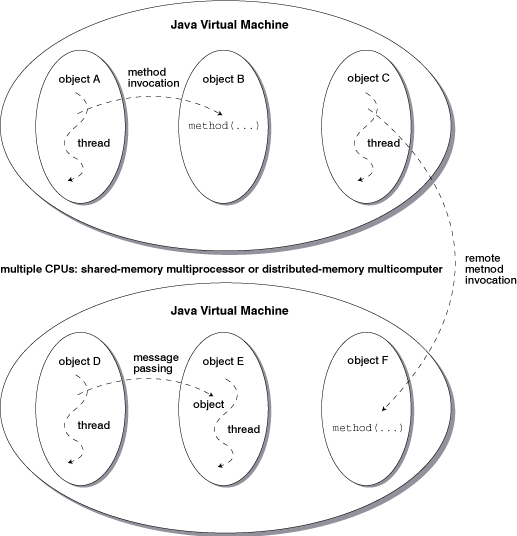 Java Virtual Machine
object A
method
invocation
object B
object C
method(...)
thread
thread
multiple CPUs: shared-memory multiprocessor or distributed-memory multicomputer
remote
metnod
invocation
Java Virtual Machine
object D
message
passing
object E
object F
object
thread
thread
method(...)